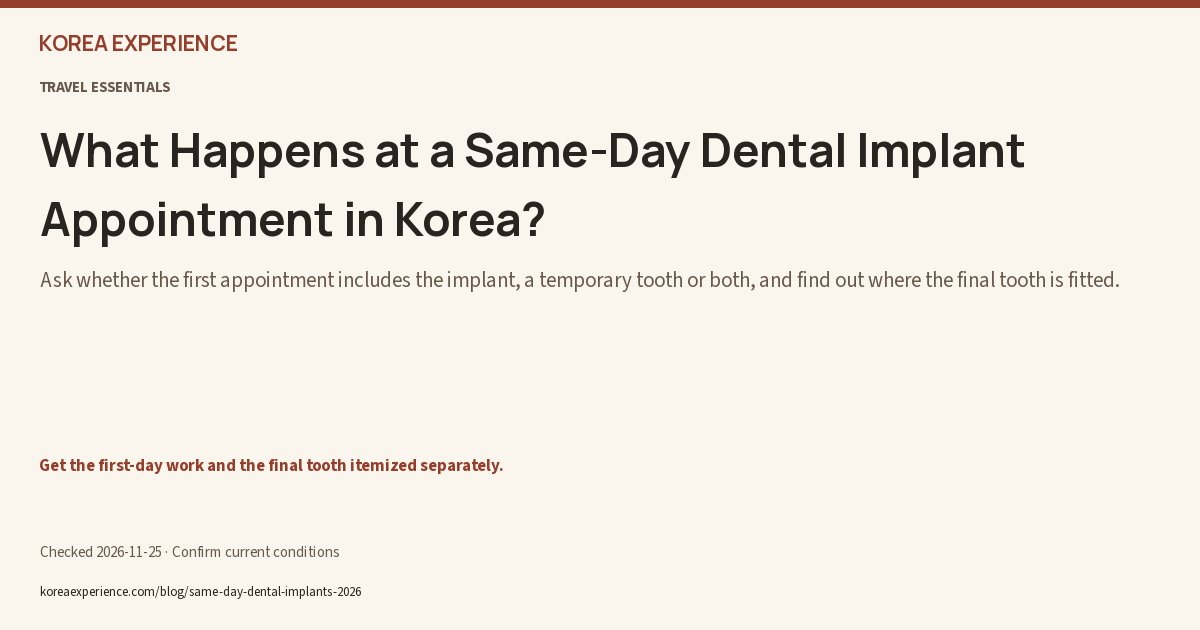 KOREA EXPERIENCE
TRAVEL ESSENTIALS
What Happens at a Same-Day Dental Implant
Appointment in Korea?
Ask whether the first appointment includes the implant, a temporary tooth or both, and find out where the final tooth is fitted.
Get the first-day work and the final tooth itemized separately.
Checked 2026-11-25 · Confirm current conditions
koreaexperience.com/blog/same-day-dental-implants-2026